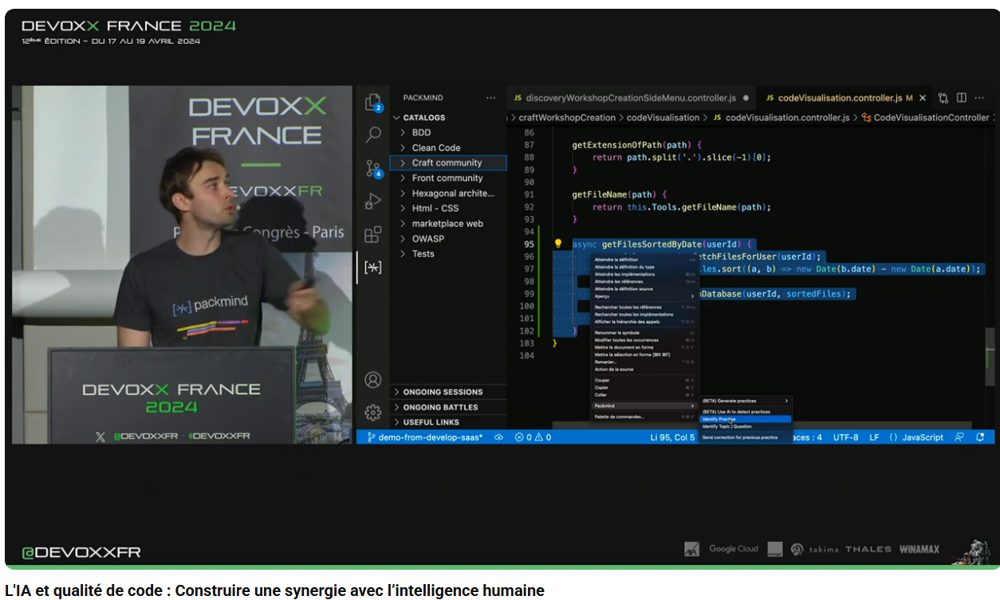 DEVOXX FRANCE 2024
12ème ÉDITION – DU 17 AU 19 AVRIL 2024
DEVOXX
FRANCE
EVOXXFR
Congrès - Paris
[✳] packmind
DEVOXX FRANCE
2024
@DEVOXXFR - #DEVOXXFR
2
4
[✳]
PACKMIND ···
CATALOGS
BDD
Clean Code
Craft community
Front community
Hexagonal archite...
Html - CSS
marketplace web
OWASP
Tests
ONGOING SESSIONS
ONGOING BATTLES
USEFUL LINKS
JS discoveryWorkshopCreationSideMenu.controller.js ●
JS codeVisualisation.controller.js M ×
> craftWorkshopCreation > codeVisualisation > JS codeVisualisation.controller.js > CodeVisualisationController
86
87 getExtensionOfPath(path) {
88 return path.split('.').slice(-1)[0];
89 }
90
91 getFileName(path) {
92 return this.Tools.getFileName(path);
93 }
94
95 async getFilesSortedByDate(userId) {
96 etchFilesForUser(userId);
97 les.sort((a, b) => new Date(b.date) - new Date(a.date));
98
99 nDatabase(userId, sortedFiles);
100
101
102 }
103 }
104
Atteindre la définition
Atteindre la définition du type
Atteindre les implémentations
Atteindre les références
Atteindre la définition source
Aperçu
Rechercher toutes les références
Rechercher toutes les implémentations
Afficher la hiérarchie des appels
Renommer le symbole
Modifier toutes les occurrences
Mettre le document en forme
Mettre la sélection en forme [⌘K ⌘F]
Remanier...
Action de la source
Couper
Copier
Coller
Packmind
Palette de commandes...
(BETA) Generate practices
(BETA) Use AI to detect practices
Identify Practice
Identify Topic / Question
Send correction for previous practice
demo-from-develop-saas* 0 0 Li 95, Col 5 aces : 4 UTF-8 LF {} JavaScript
@DEVOXXFR
AXA Google Cloud takima THALES WINAMAX
L'IA et qualité de code : Construire une synergie avec l’intelligence humaine